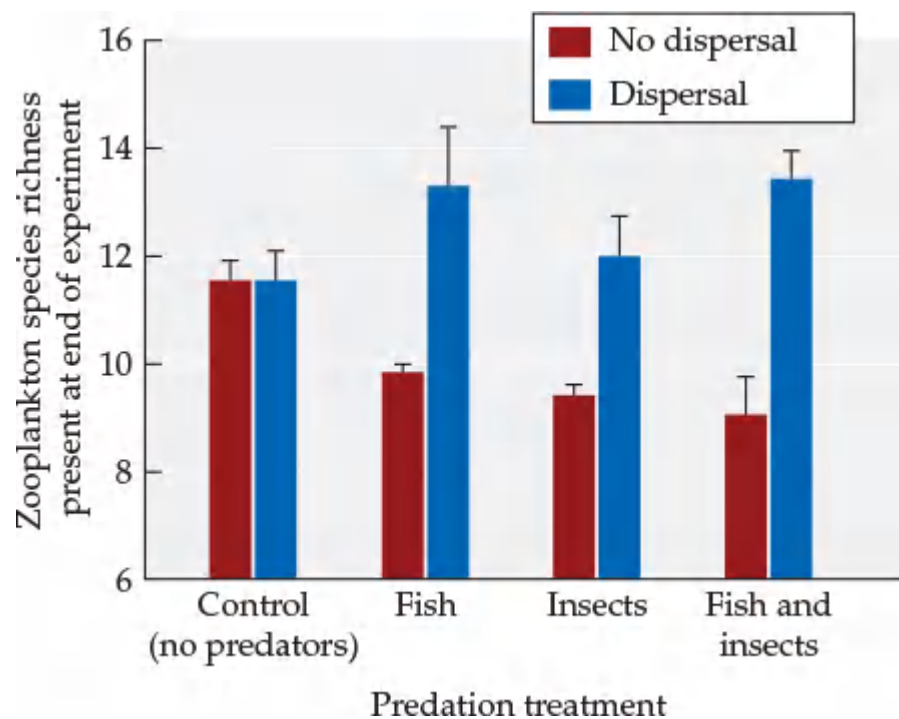 No dispersal
Dispersal
Zooplankton species richness
present at end of experiment
16
14
12
10
8
6
Control
(no predators)
Fish
Insects
Fish and
insects
Predation treatment